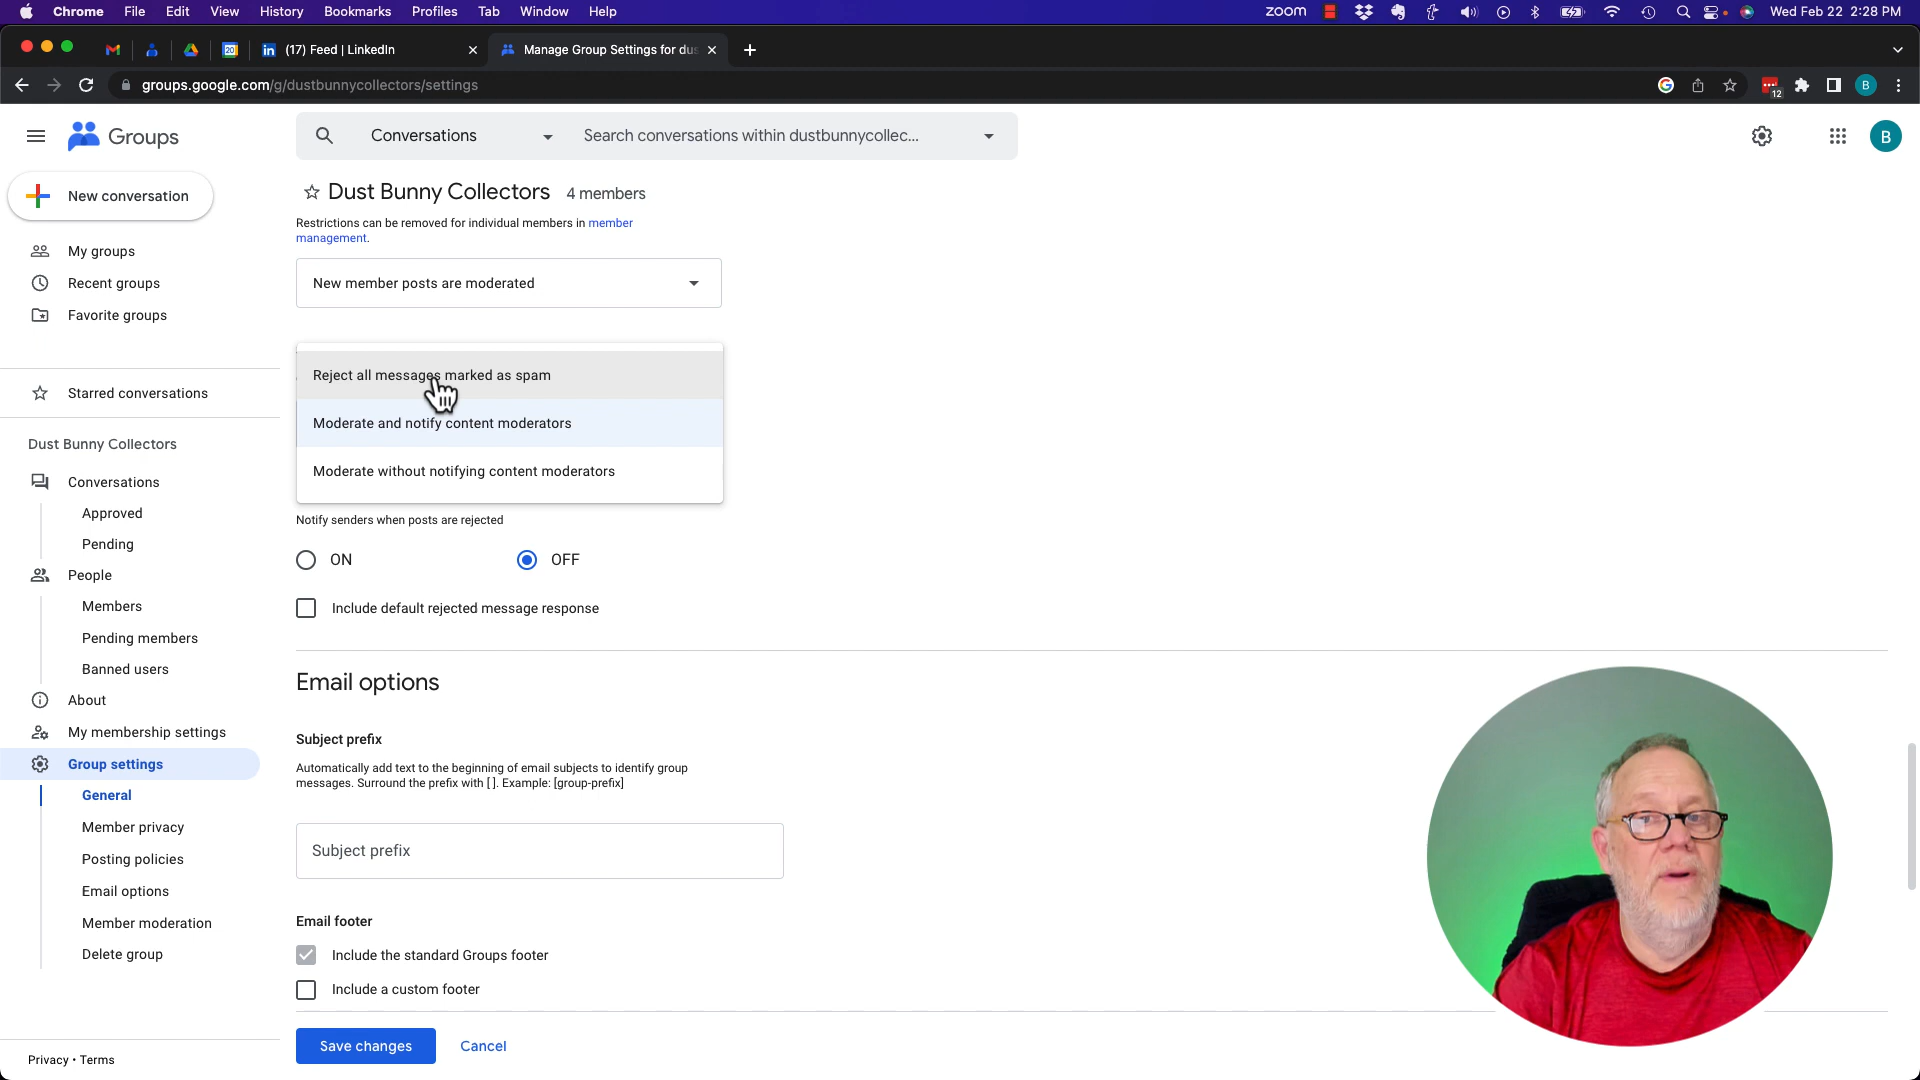 Chrome File Edit View History Bookmarks Profiles Tab Window Help
zoom
Wed Feb 22 2:28 PM
20
in (17) Feed | LinkedIn
Manage Group Settings for dus
groups.google.com/g/dustbunnycollectors/settings
12
B
Groups
Conversations
Search conversations within dustbunnycollec...
B
New conversation
My groups
Recent groups
Favorite groups
Starred conversations
Dust Bunny Collectors
Conversations
Approved
Pending
People
Members
Pending members
Banned users
About
My membership settings
Group settings
General
Member privacy
Posting policies
Email options
Member moderation
Delete group
Privacy • Terms
Dust Bunny Collectors 4 members
Restrictions can be removed for individual members in member
management.
New member posts are moderated
Reject all messages marked as spam
Moderate and notify content moderators
Moderate without notifying content moderators
Notify senders when posts are rejected
ON OFF
Include default rejected message response
Email options
Subject prefix
Automatically add text to the beginning of email subjects to identify group
messages. Surround the prefix with [ ]. Example: [group-prefix]
Subject prefix
Email footer
Include the standard Groups footer
Include a custom footer
Save changes Cancel